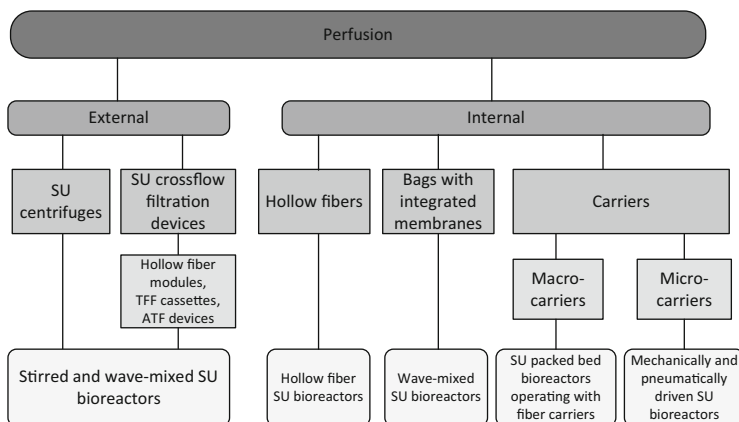 Perfusion
External
Internal
SU
centrifuges
SU crossflow
filtration
devices
Hollow fibers
Bags with
integrated
membranes
Carriers
Hollow fiber
modules,
TFF cassettes,
ATF devices
Macro-
carriers
Micro-
carriers
Stirred and wave-mixed SU
bioreactors
Hollow fiber
SU bioreactors
Wave-mixed
SU bioreactors
SU packed bed
bioreactors
operating with
fiber carriers
Mechanically and
pneumatically
driven SU
bioreactors